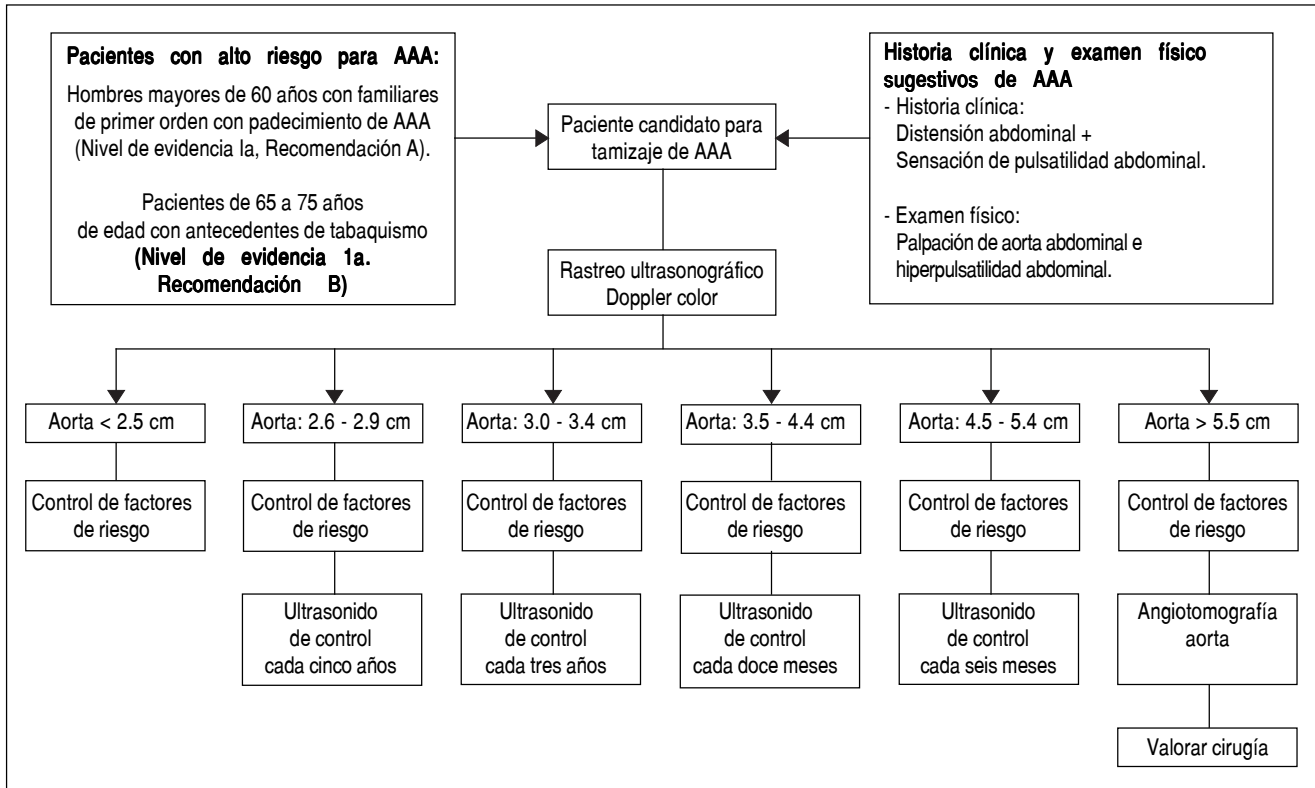 Pacientes con alto riesgo para AAA:
Hombres mayores de 60 años con familiares
de primer orden con padecimiento de AAA
(Nivel de evidencia Ia, Recomendación A).
Pacientes de 65 a 75 años
de edad con antecedentes de tabaquismo
(Nivel de evidencia 1a.
Recomendación B)
Paciente candidato para
tamizaje de AAA
Historia clínica y examen físico
sugestivos de AAA
- Historia clínica:
Distensión abdominal +
Sensación de pulsatilidad abdominal.
- Examen físico:
Palpación de aorta abdominal e
hiperpulsatilidad abdominal.
Rastreo ultrasonográfico
Doppler color
Aorta < 2.5 cm
Aorta: 2.6 - 2.9 cm
Aorta: 3.0 - 3.4 cm
Aorta: 3.5 - 4.4 cm
Aorta: 4.5 - 5.4 cm
Aorta > 5.5 cm
Control de factores
de riesgo
Control de factores
de riesgo
Control de factores
de riesgo
Control de factores
de riesgo
Control de factores
de riesgo
Control de factores
de riesgo
Ultrasonido
de control
cada cinco años
Ultrasonido
de control
cada tres años
Ultrasonido
de control
cada doce meses
Ultrasonido
de control
cada seis meses
Angiotomografía
aorta
Valorar cirugía